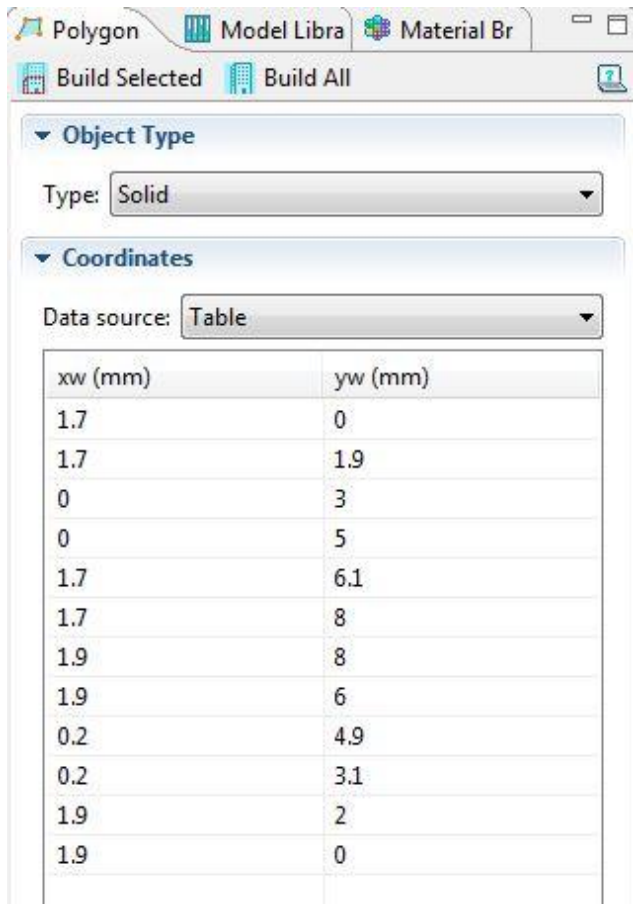 Polygon Model Libra Material Br
Build Selected Build All
Object Type
Type: Solid
Coordinates
Data source: Table
xw (mm) yw (mm)
1.7 0
1.7 1.9
0 3
0 5
1.7 6.1
1.7 8
1.9 8
1.9 6
0.2 4.9
0.2 3.1
1.9 2
1.9 0